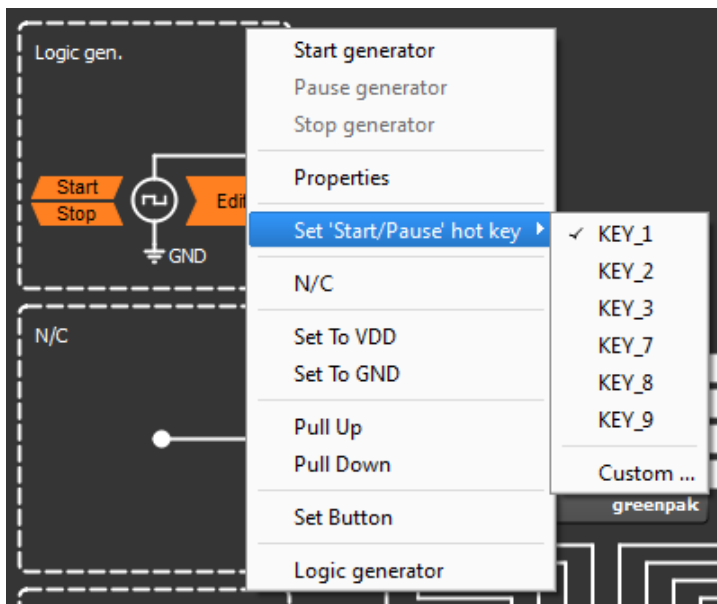 Logic gen.
Start
Stop
Edit
GND
N/C
Start generator
Pause generator
Stop generator
Properties
Set 'Start/Pause' hot key
N/C
Set To VDD
Set To GND
Pull Up
Pull Down
Set Button
Logic generator
✓ KEY_1
KEY_2
KEY_3
KEY_7
KEY_8
KEY_9
Custom ...
greenpak